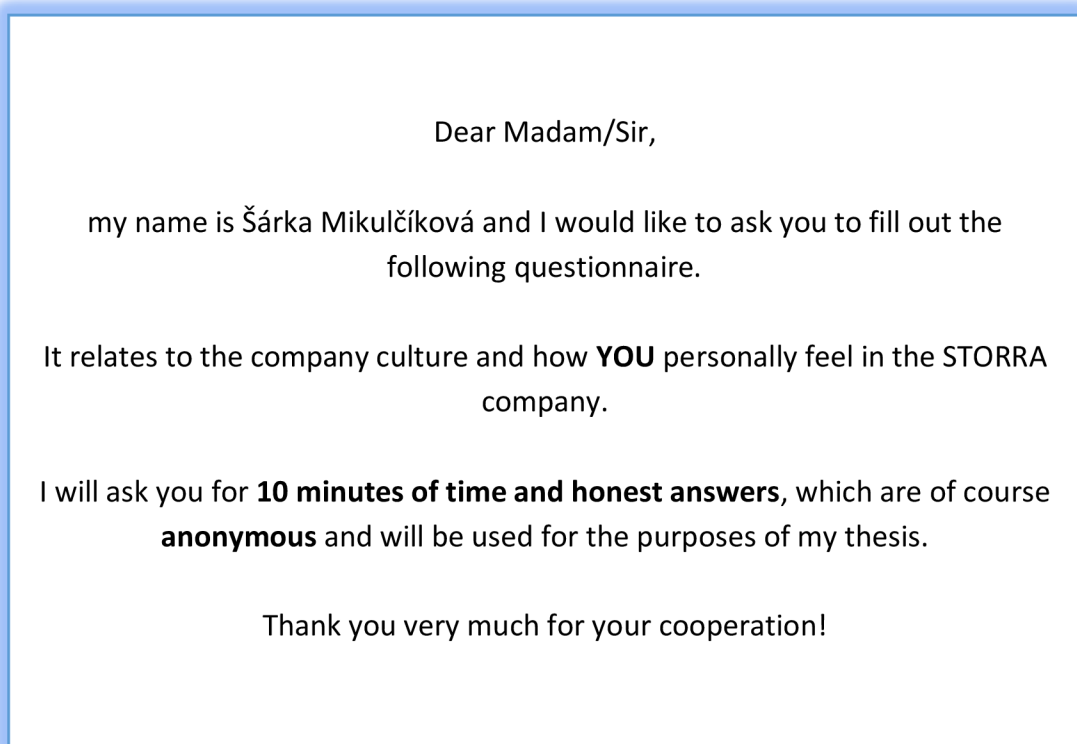 Dear Madam/Sir,
my name is Šárka Mikulčíková and I would like to ask you to fill out the
following questionnaire.
It relates to the company culture and how YOU personally feel in the STORRA
company.
I will ask you for 10 minutes of time and honest answers, which are of course
anonymous and will be used for the purposes of my thesis.
Thank you very much for your cooperation!